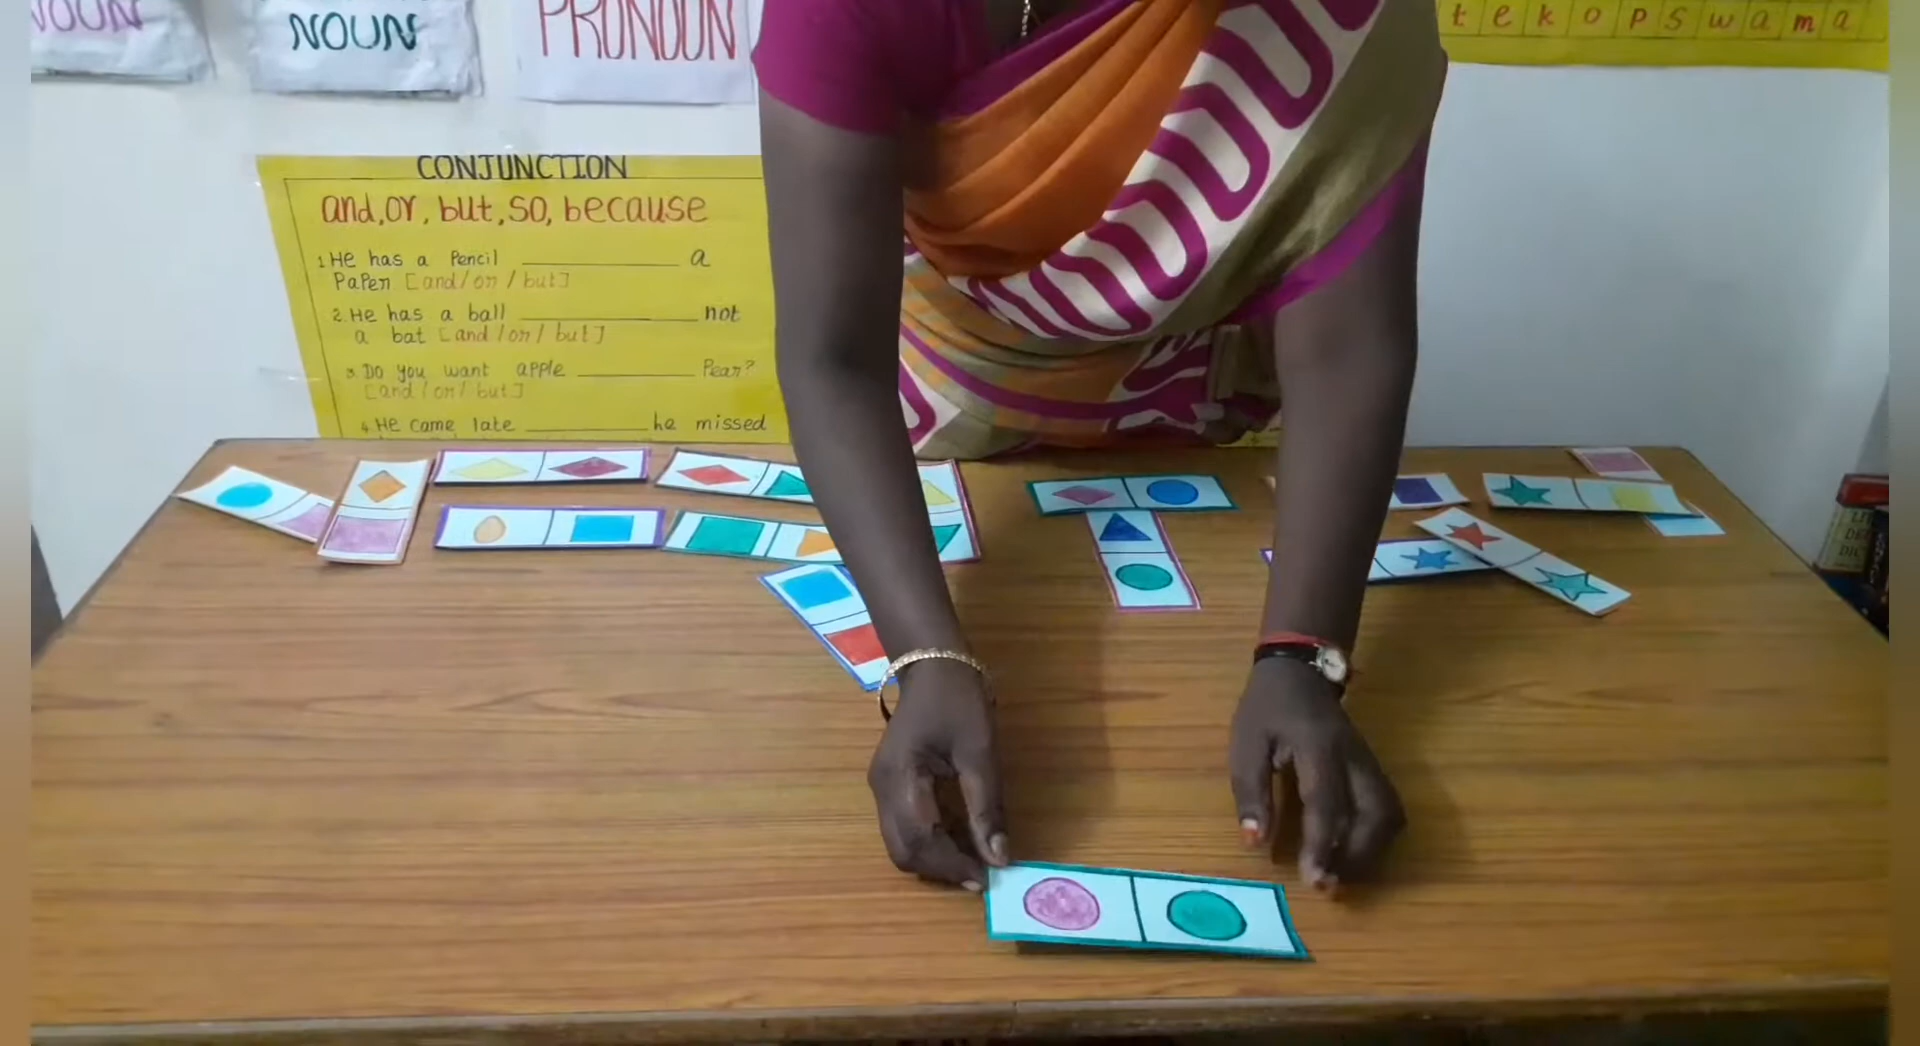 NOUN
NOUN
PRONOUN
t e k o p s w a m a
CONJUNCTION
and, or, but, so, because
1. He has a Pencil ________ a
Paper [and/or/but]
2. He has a ball ________ not
a bat [and/or/but]
3. Do you want apple ________ Pear?
[and/or/but]
4. He came late ________ he missed